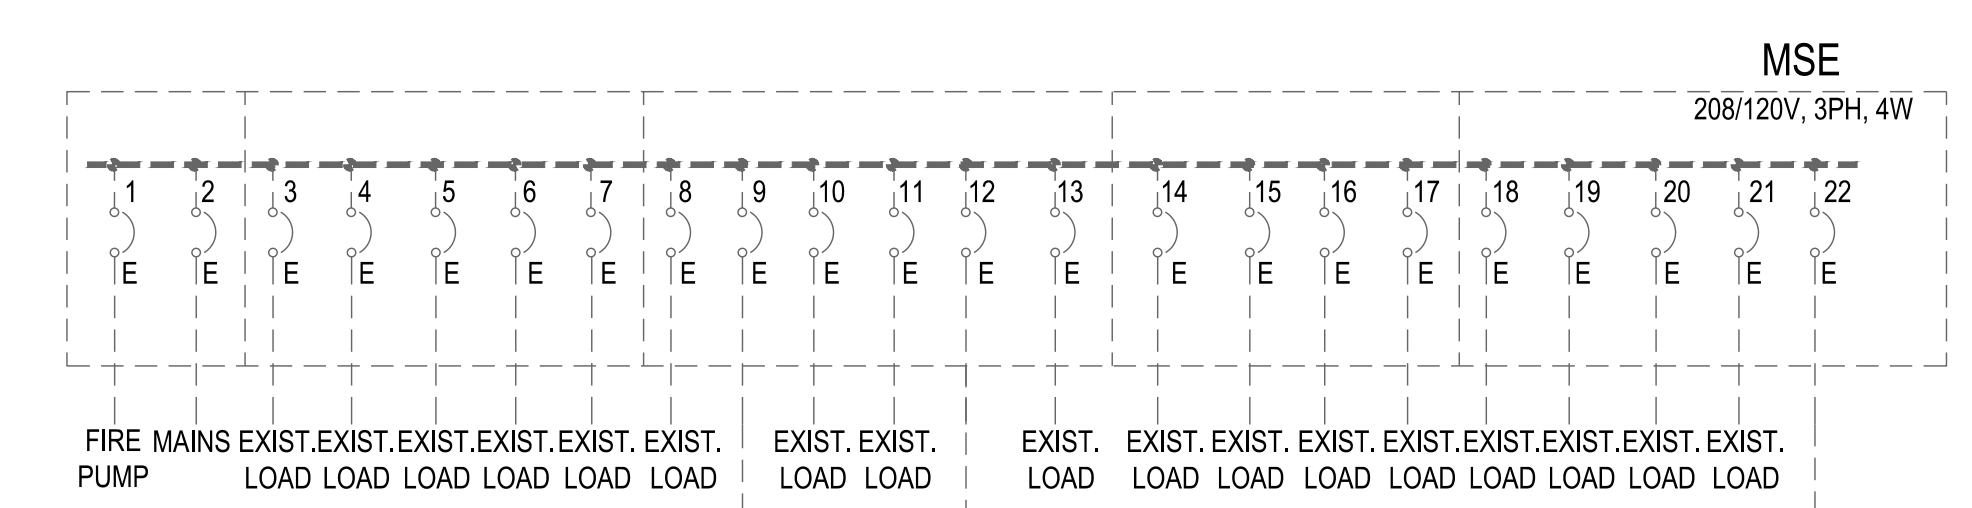 MSE
208/120V, 3PH, 4W
1 2 3 4 5 6 7 8 9 10 11 12 13 14 15 16 17 18 19 20 21 22
E E E E E E E E E E E E E E E E E E E E E E
FIRE MAINS EXIST. EXIST. EXIST. EXIST. EXIST. EXIST. EXIST. EXIST. EXIST. EXIST. EXIST. EXIST. EXIST. EXIST. EXIST. EXIST. EXIST.
PUMP LOAD LOAD LOAD LOAD LOAD LOAD LOAD LOAD LOAD LOAD LOAD LOAD LOAD LOAD LOAD LOAD LOAD